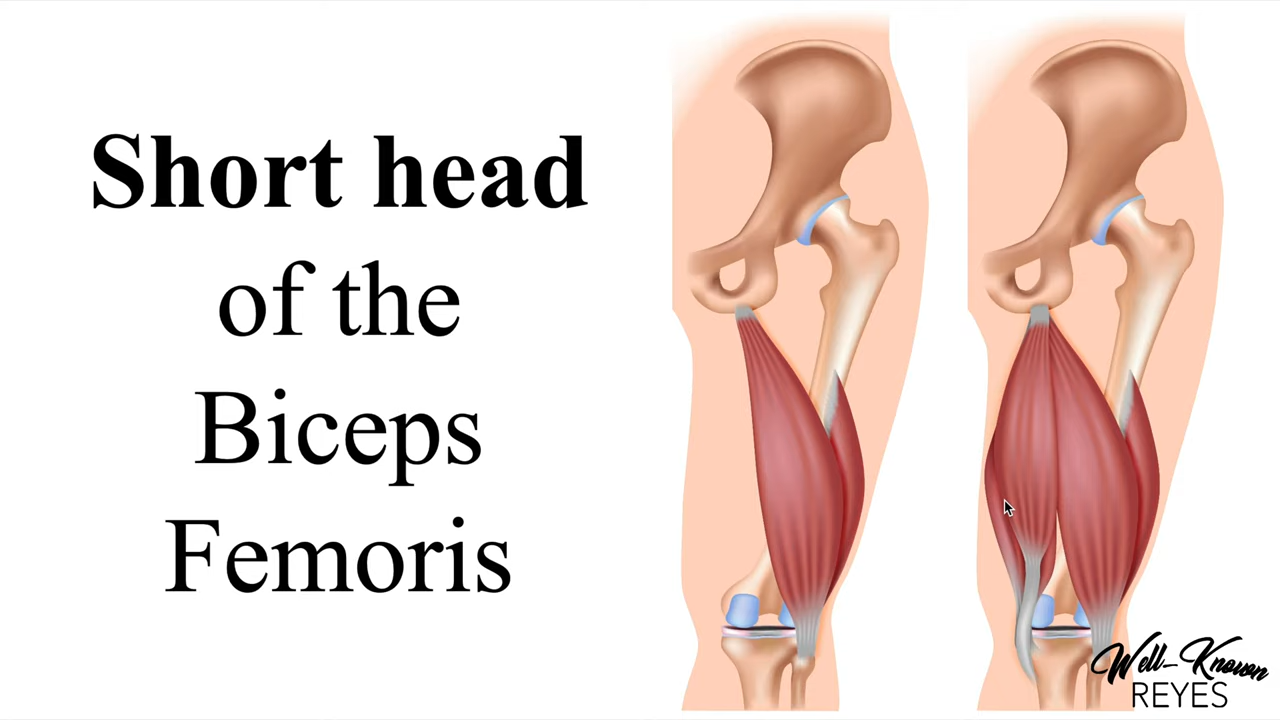 Short head
of the
Biceps
Femoris
Well-Known
REYES